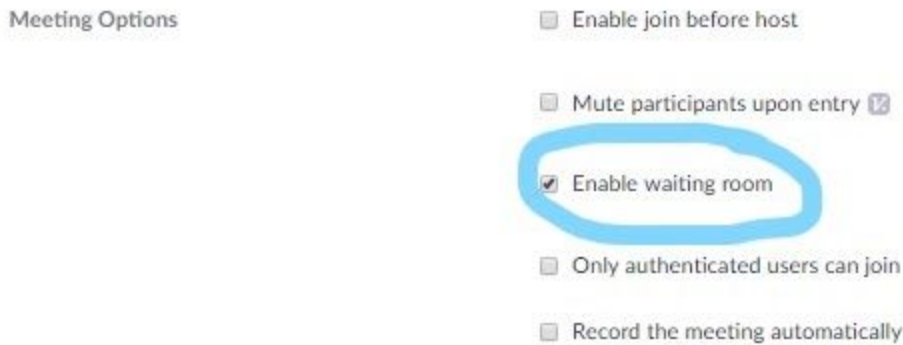 Meeting Options
Enable join before host
Mute participants upon entry
Enable waiting room
Only authenticated users can join
Record the meeting automatically